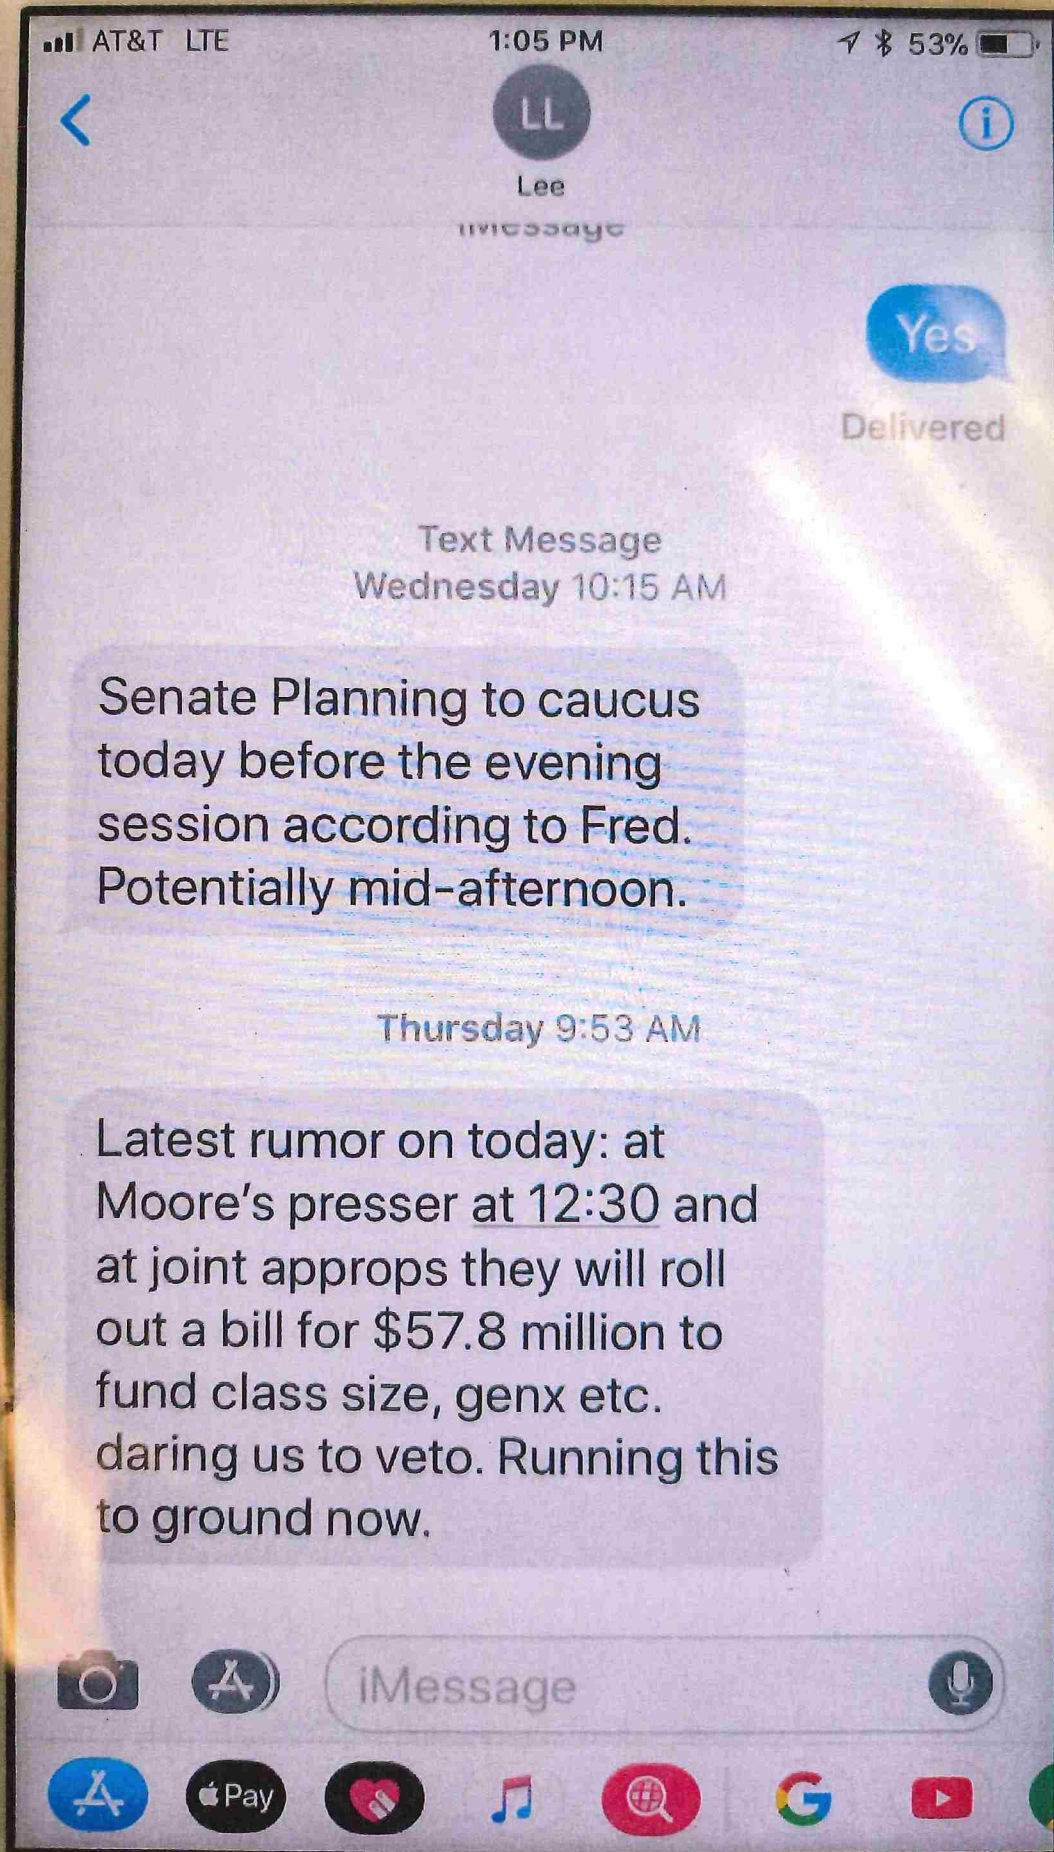 AT&T LTE 1:05 PM 53%
LL
Lee
iMessage
Yes
Delivered
Text Message
Wednesday 10:15 AM
Senate Planning to caucus
today before the evening
session according to Fred.
Potentially mid-afternoon.
Thursday 9:53 AM
Latest rumor on today: at
Moore's presser at 12:30 and
at joint approps they will roll
out a bill for $57.8 million to
fund class size, genx etc.
daring us to veto. Running this
to ground now.
iMessage
Pay